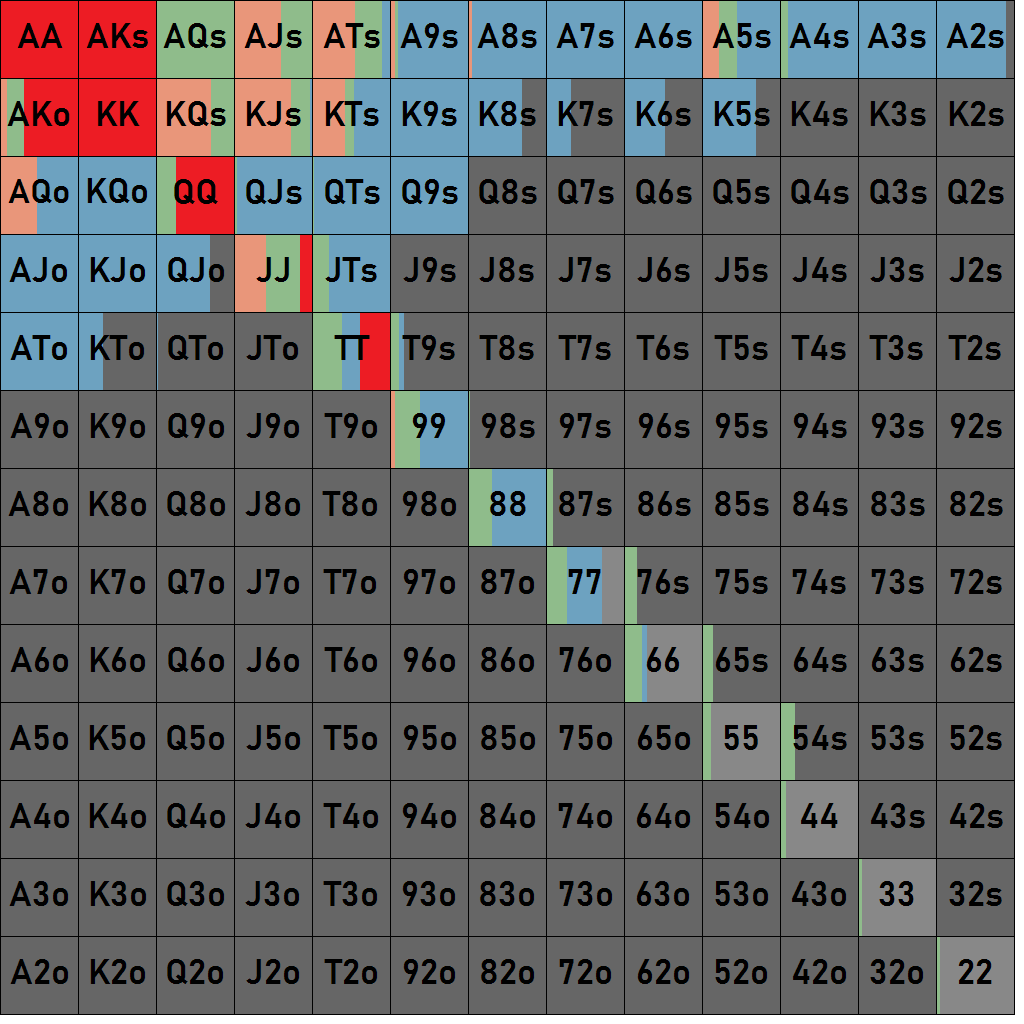 AA AKs AQs AJs ATs A9s A8s A7s A6s A5s A4s A3s A2s
AKo KK KQs KJs KTs K9s K8s K7s K6s K5s K4s K3s K2s
AQo KQo QQ QJs QTs Q9s Q8s Q7s Q6s Q5s Q4s Q3s Q2s
AJo KJo QJo JJ JTs J9s J8s J7s J6s J5s J4s J3s J2s
ATo KTo QTo JTo TT T9s T8s T7s T6s T5s T4s T3s T2s
A9o K9o Q9o J9o T9o 99 98s 97s 96s 95s 94s 93s 92s
A8o K8o Q8o J8o T8o 98o 88 87s 86s 85s 84s 83s 82s
A7o K7o Q7o J7o T7o 97o 87o 77 76s 75s 74s 73s 72s
A6o K6o Q6o J6o T6o 96o 86o 76o 66 65s 64s 63s 62s
A5o K5o Q5o J5o T5o 95o 85o 75o 65o 55 54s 53s 52s
A4o K4o Q4o J4o T4o 94o 84o 74o 64o 54o 44 43s 42s
A3o K3o Q3o J3o T3o 93o 83o 73o 63o 53o 43o 33 32s
A2o K2o Q2o J2o T2o 92o 82o 72o 62o 52o 42o 32o 22